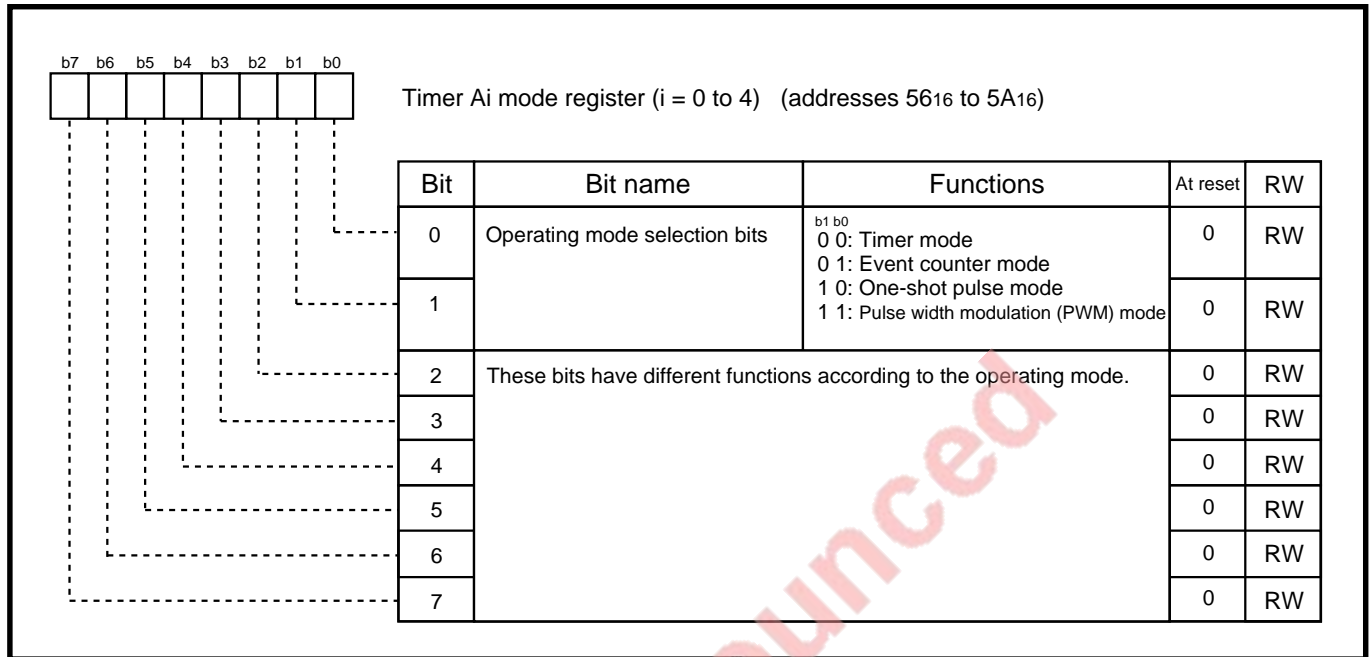 b7 b6 b5 b4 b3 b2 b1 b0
Timer Ai mode register (i = 0 to 4) (addresses 5616 to 5A16)
Bit Bit name Functions At reset RW
0 Operating mode selection bits b1 b0
0 0: Timer mode 0 RW
0 1: Event counter mode
1 1 0: One-shot pulse mode 0 RW
1 1: Pulse width modulation (PWM) mode
2 These bits have different functions according to the operating mode. 0 RW
3 0 RW
4 0 RW
5 0 RW
6 0 RW
7 0 RW
ounced